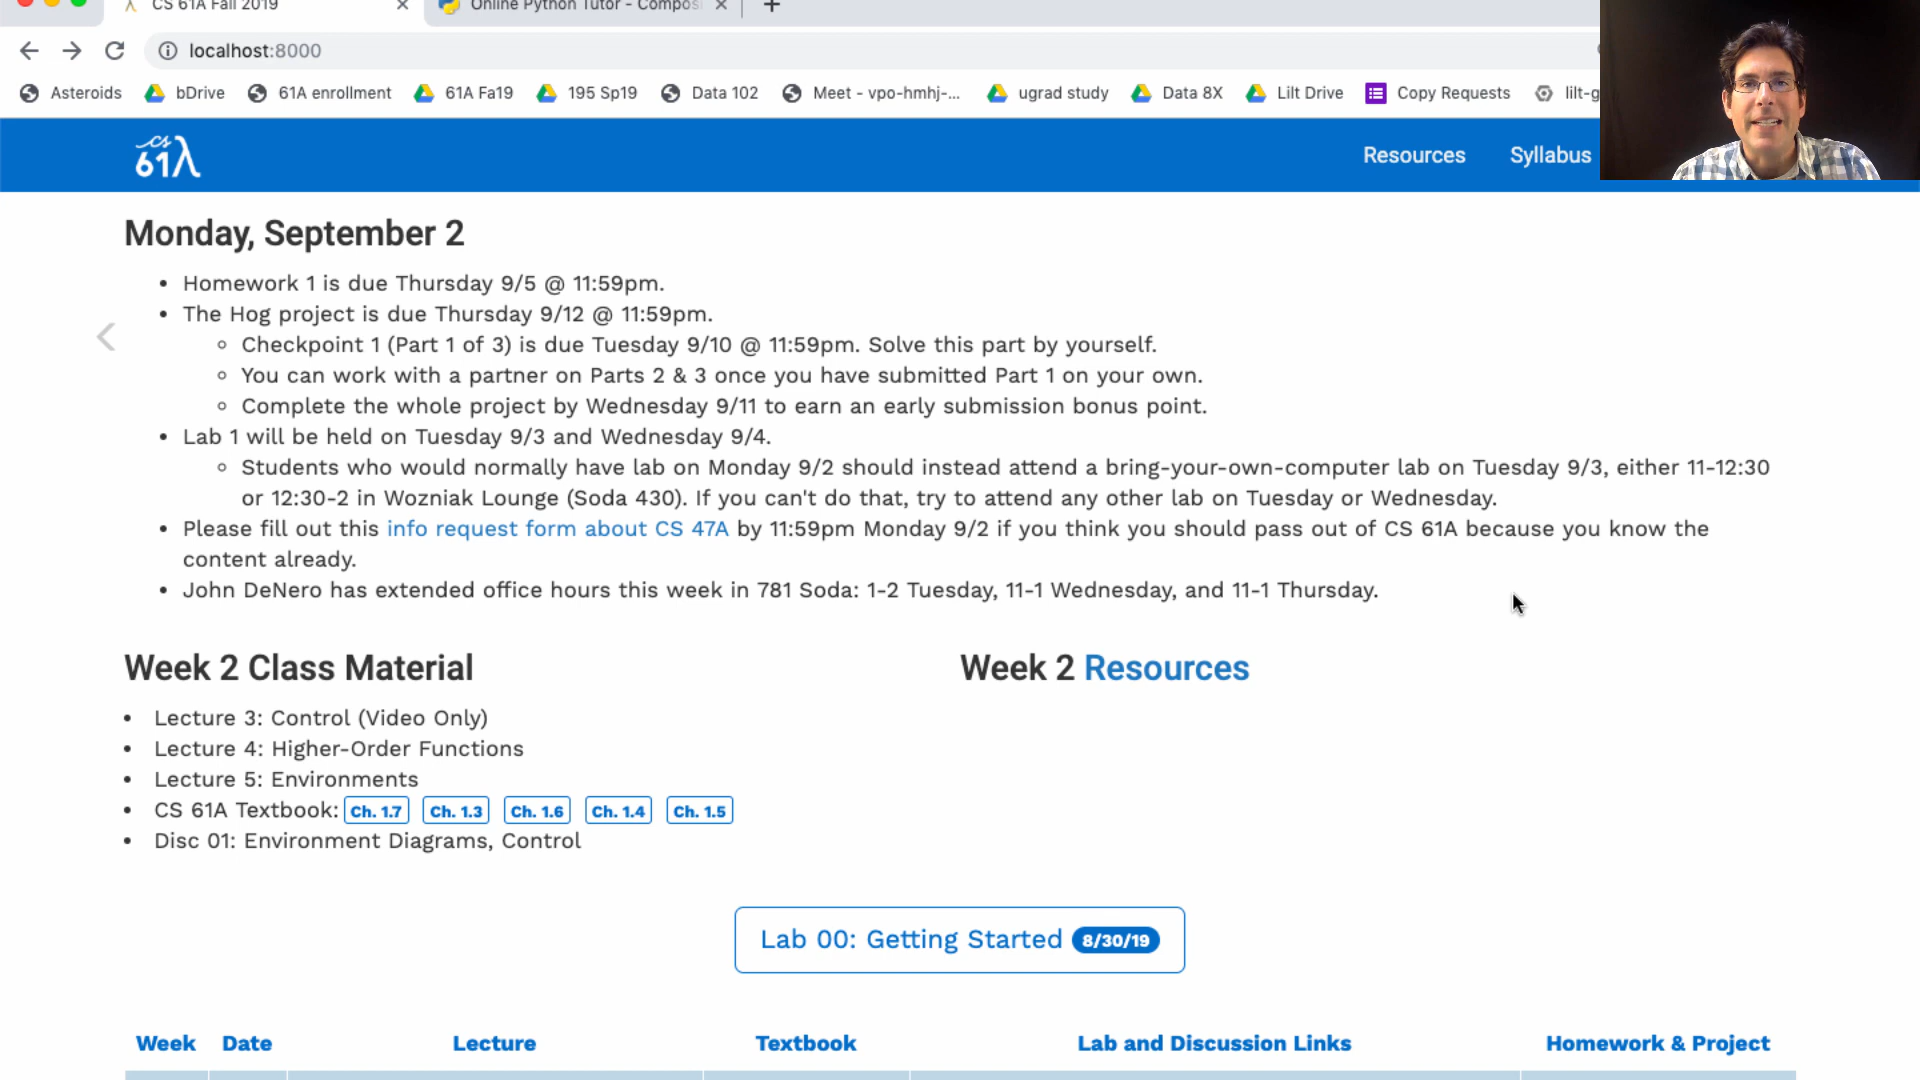 CS 61A Fall 2019
Online Python Tutor - Compos
localhost:8000
Asteroids bDrive 61A enrollment 61A Fa19 195 Sp19 Data 102 Meet - vpo-hmhj-... ugrad study Data 8X Lilt Drive Copy Requests lilt-g
cs 61λ Resources Syllabus
Monday, September 2
• Homework 1 is due Thursday 9/5 @ 11:59pm.
• The Hog project is due Thursday 9/12 @ 11:59pm.
◦ Checkpoint 1 (Part 1 of 3) is due Tuesday 9/10 @ 11:59pm. Solve this part by yourself.
◦ You can work with a partner on Parts 2 & 3 once you have submitted Part 1 on your own.
◦ Complete the whole project by Wednesday 9/11 to earn an early submission bonus point.
• Lab 1 will be held on Tuesday 9/3 and Wednesday 9/4.
◦ Students who would normally have lab on Monday 9/2 should instead attend a bring-your-own-computer lab on Tuesday 9/3, either 11-12:30
or 12:30-2 in Wozniak Lounge (Soda 430). If you can't do that, try to attend any other lab on Tuesday or Wednesday.
• Please fill out this info request form about CS 47A by 11:59pm Monday 9/2 if you think you should pass out of CS 61A because you know the
content already.
• John DeNero has extended office hours this week in 781 Soda: 1-2 Tuesday, 11-1 Wednesday, and 11-1 Thursday.
Week 2 Class Material
• Lecture 3: Control (Video Only)
• Lecture 4: Higher-Order Functions
• Lecture 5: Environments
• CS 61A Textbook: Ch. 1.7 Ch. 1.3 Ch. 1.6 Ch. 1.4 Ch. 1.5
• Disc 01: Environment Diagrams, Control
Week 2 Resources
Lab 00: Getting Started 8/30/19
Week Date Lecture Textbook Lab and Discussion Links Homework & Project